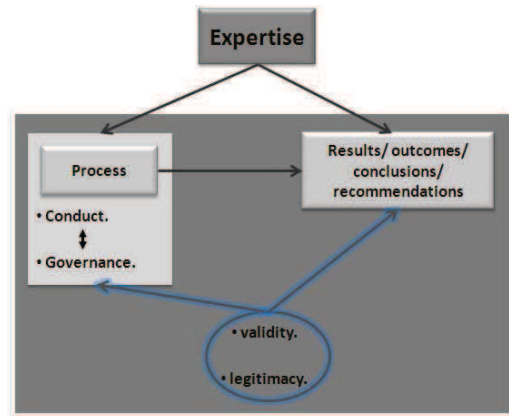 Expertise
Process
• Conduct.
• Governance.
Results/ outcomes/
conclusions/
recommendations
• validity.
• legitimacy.